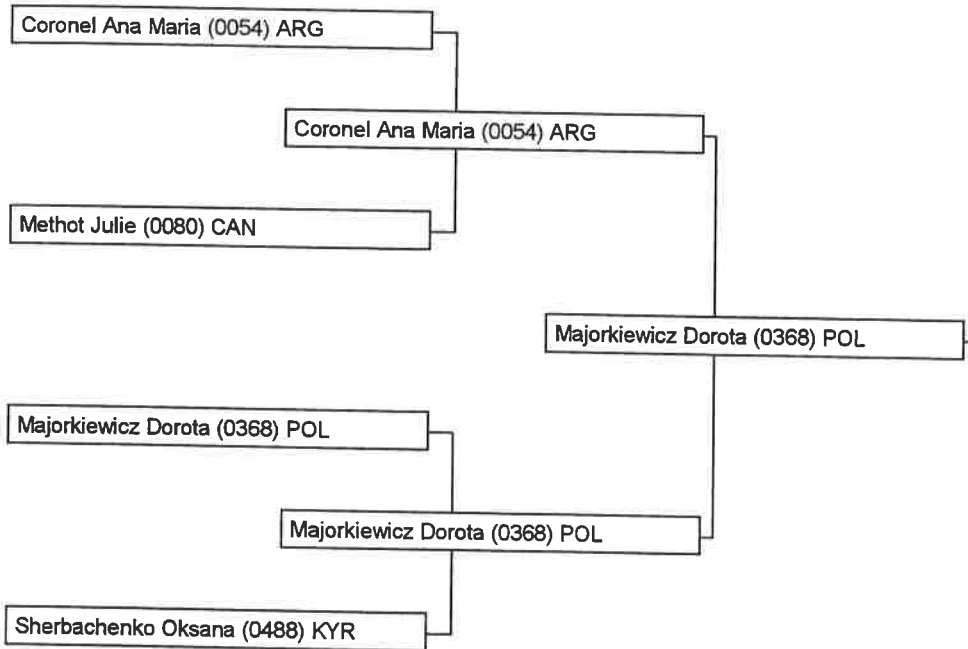 Coronel Ana Maria (0054) ARG
Coronel Ana Maria (0054) ARG
Methot Julie (0080) CAN
Majorkiewicz Dorota (0368) POL
Majorkiewicz Dorota (0368) POL
Majorkiewicz Dorota (0368) POL
Sherbachenko Oksana (0488) KYR